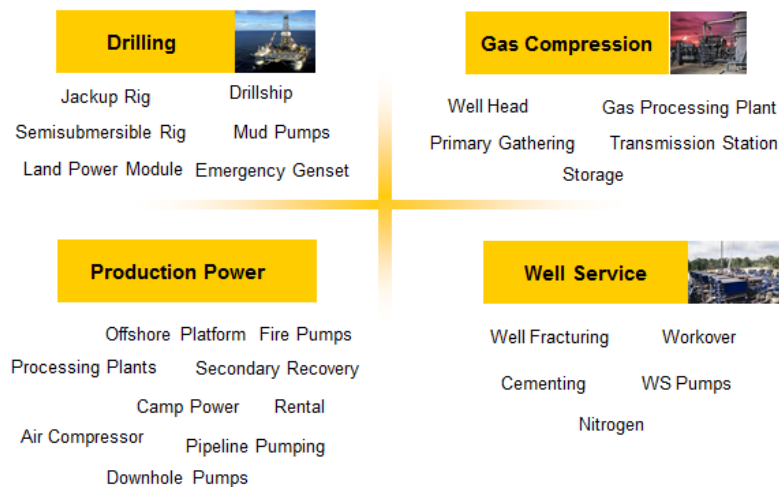 Drilling
Jackup Rig
Drillship
Semisubmersible Rig
Mud Pumps
Land Power Module
Emergency Genset
Gas Compression
Well Head
Gas Processing Plant
Primary Gathering
Transmission Station
Storage
Production Power
Offshore Platform
Fire Pumps
Processing Plants
Secondary Recovery
Camp Power
Rental
Air Compressor
Pipeline Pumping
Downhole Pumps
Well Service
Well Fracturing
Workover
Cementing
WS Pumps
Nitrogen